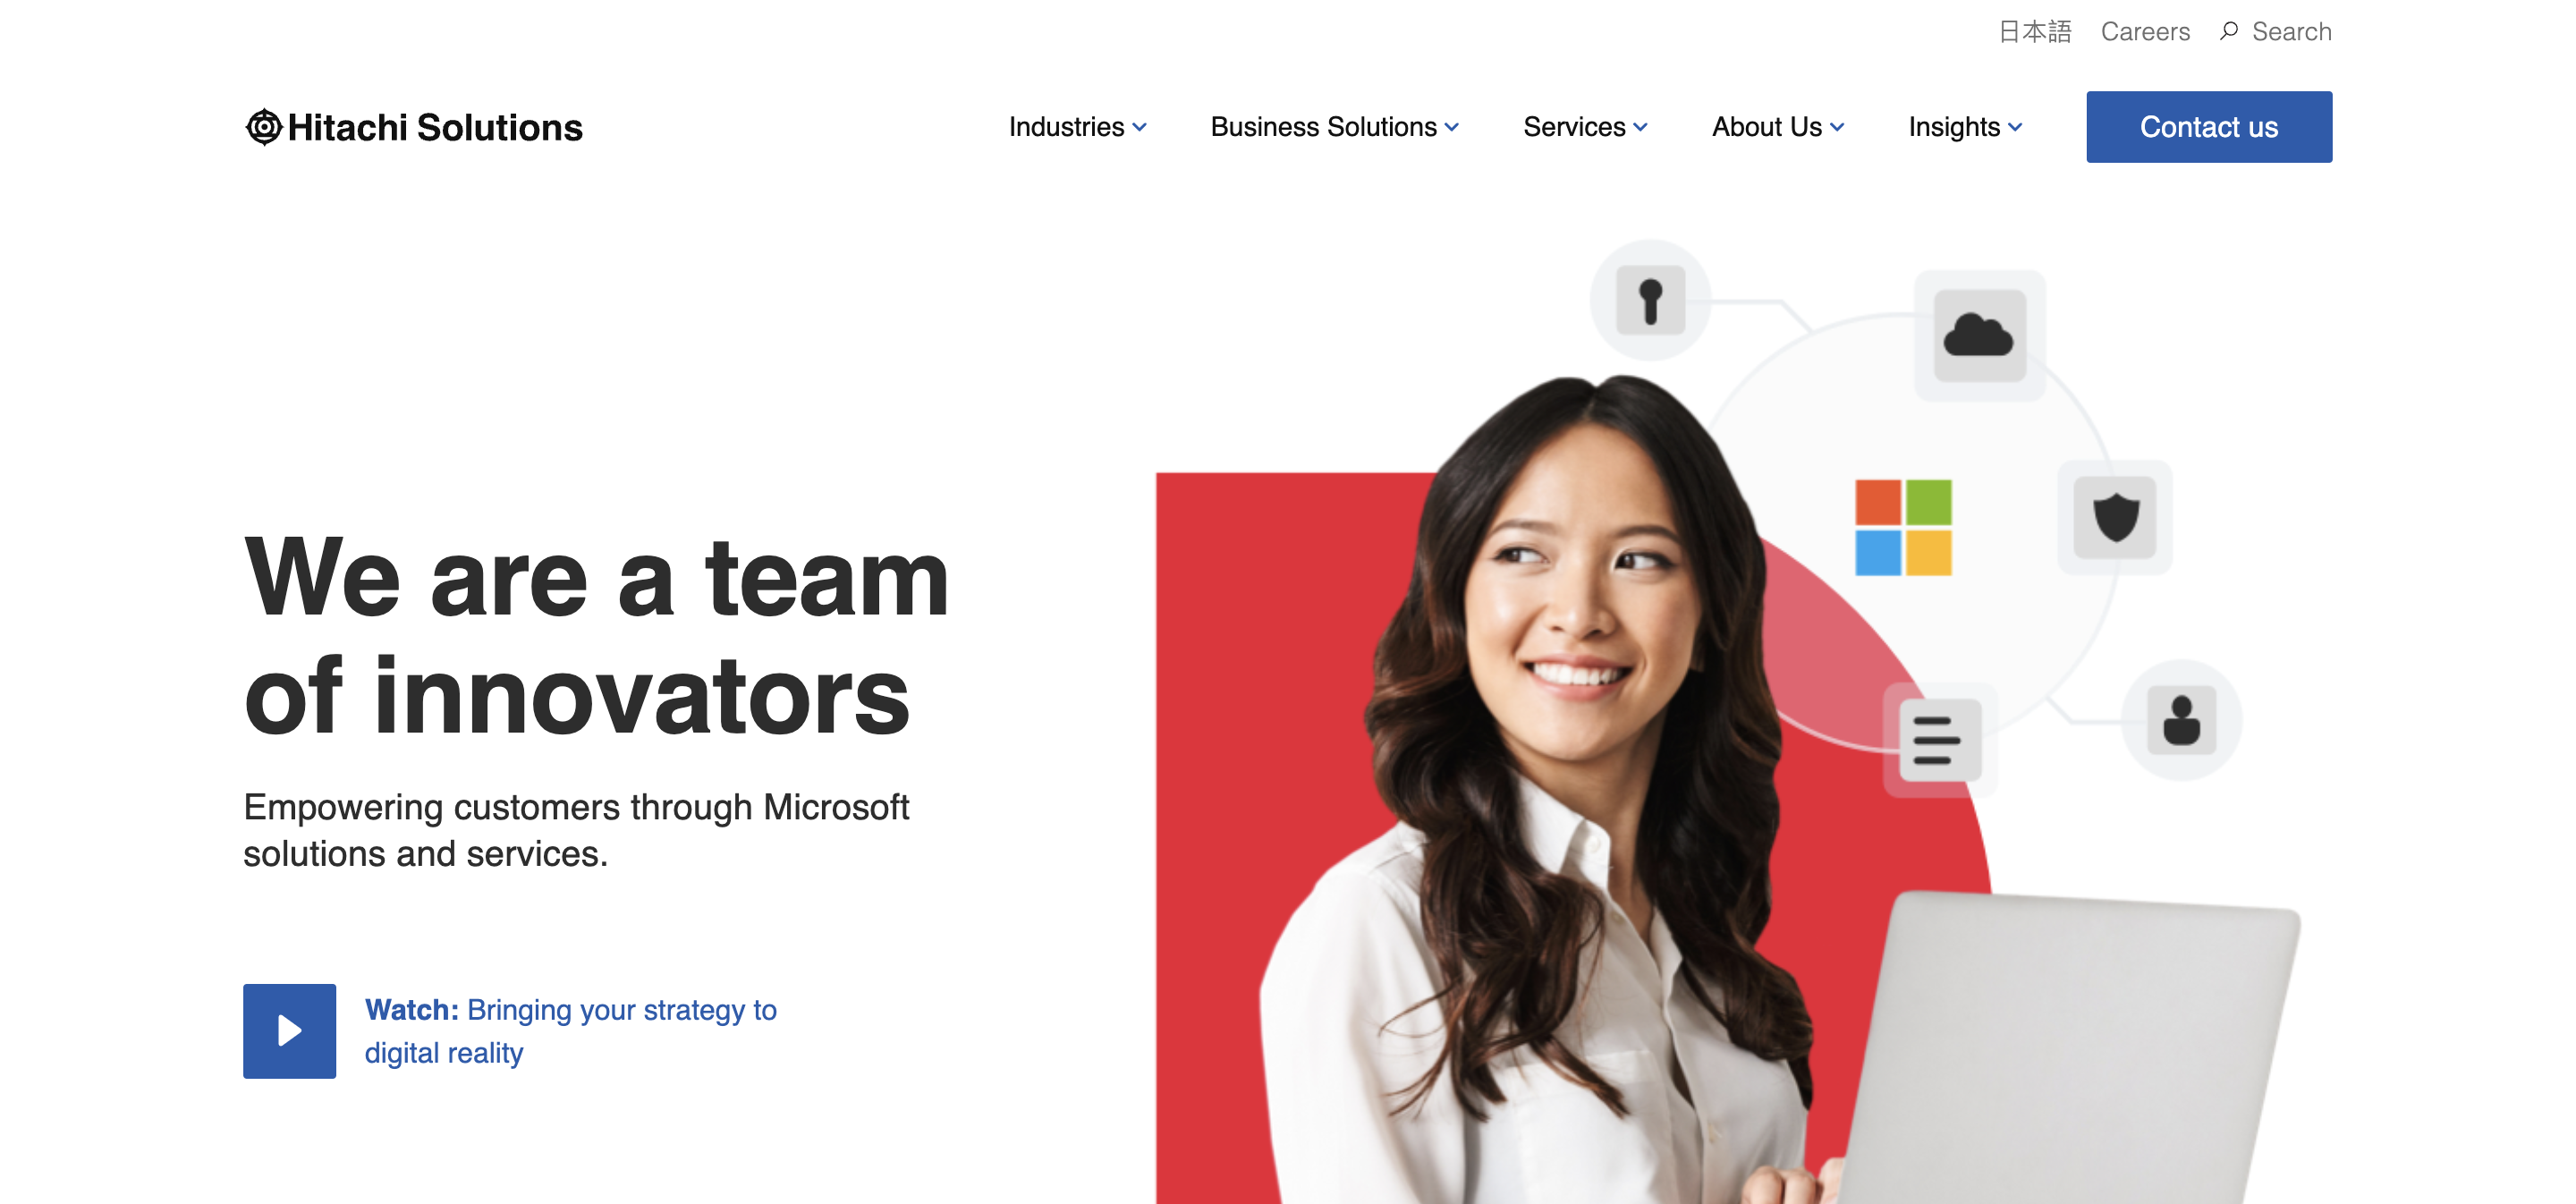 日本語 Careers Search
Hitachi Solutions Industries Business Solutions Services About Us Insights Contact us
We are a team
of innovators
Empowering customers through Microsoft
solutions and services.
Watch: Bringing your strategy to
digital reality